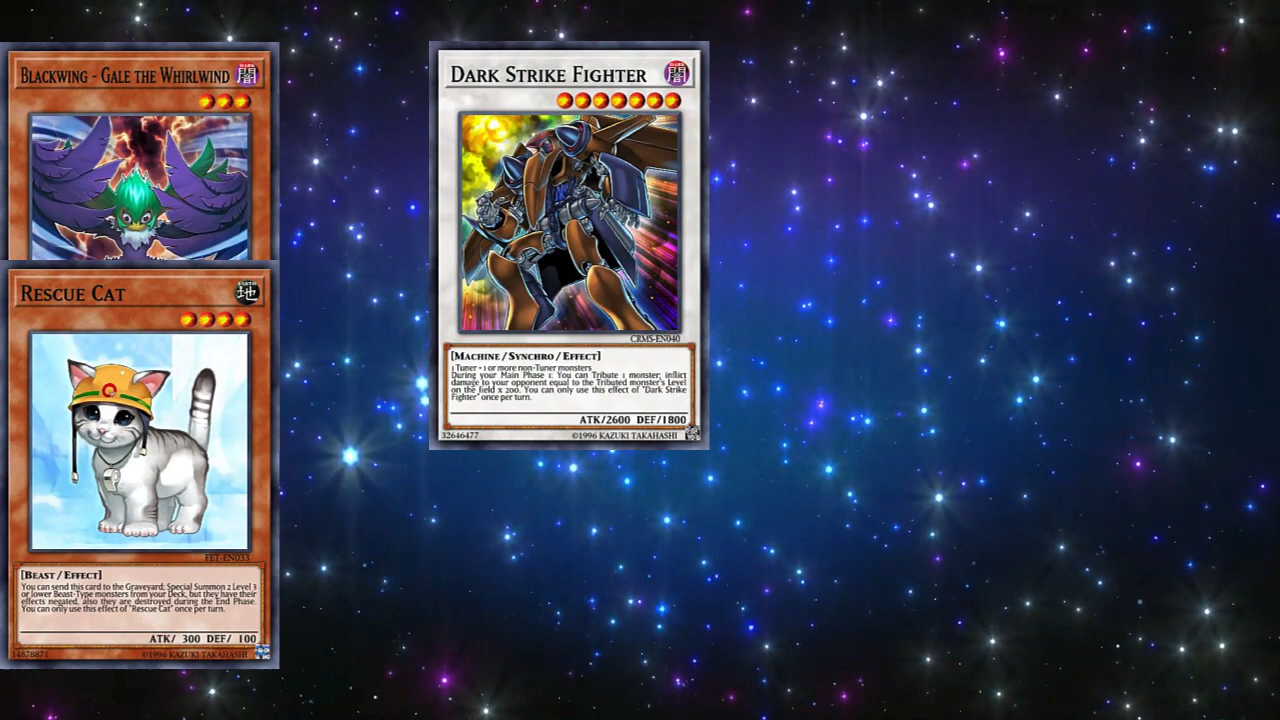 BLACKWING - GALE THE WHIRLWIND
DARK
闇
RESCUE CAT
EARTH
地
FET-EN033
[BEAST / EFFECT]
You can send this card to the Graveyard; Special Summon 2 Level 3
or lower Beast-Type monsters from your Deck, but they have their
effects negated, also they are destroyed during the End Phase.
You can only use this effect of "Rescue Cat" once per turn.
ATK/ 300 DEF/ 100
14878871
©1996 KAZUKI TAKAHASHI
DARK STRIKE FIGHTER
DARK
闇
CRMS-EN040
[MACHINE / SYNCHRO / EFFECT]
1 Tuner + 1 or more non-Tuner monsters
During your Main Phase 1: You can Tribute 1 monster; inflict
damage to your opponent equal to the Tributed monster's Level
on the field x 200. You can only use this effect of "Dark Strike
Fighter" once per turn.
ATK/2600 DEF/1800
32646477
©1996 KAZUKI TAKAHASHI